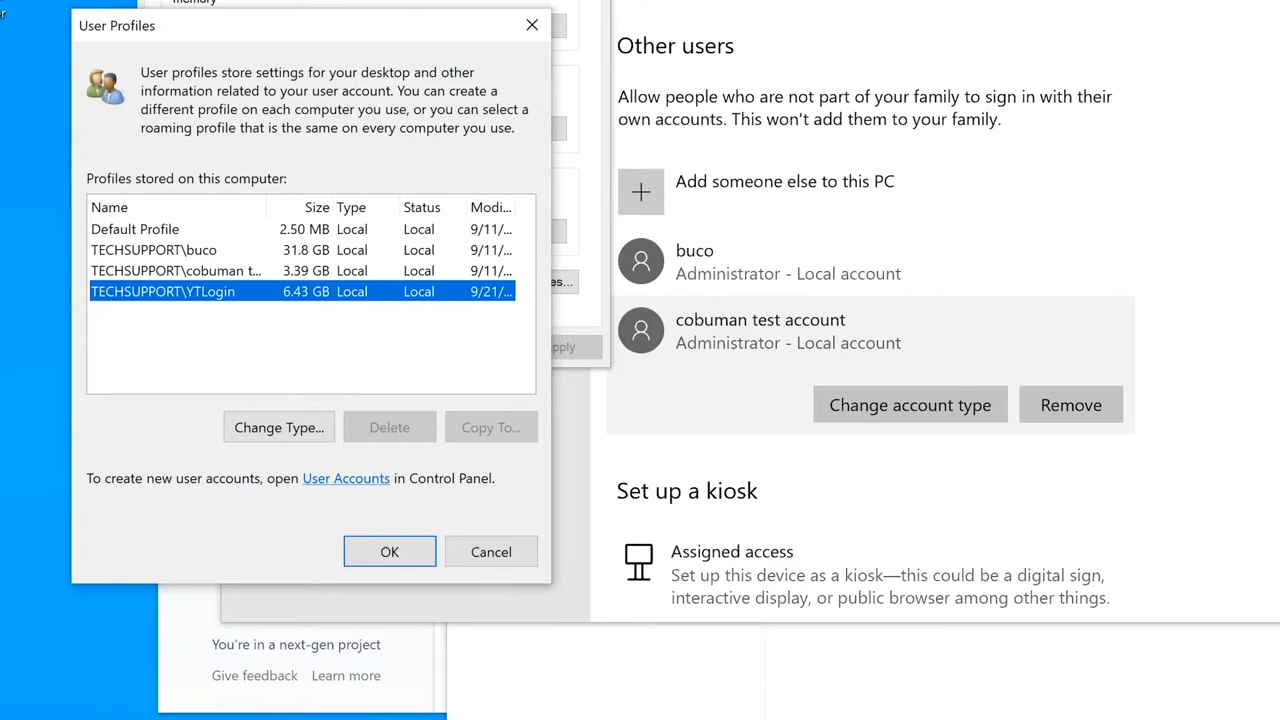 memory
User Profiles
User profiles store settings for your desktop and other
information related to your user account. You can create a
different profile on each computer you use, or you can select a
roaming profile that is the same on every computer you use.
Profiles stored on this computer:
Name Size Type Status Modi...
Default Profile 2.50 MB Local Local 9/11/...
TECHSUPPORT\buco 31.8 GB Local Local 9/11/...
TECHSUPPORT\cobuman t... 3.39 GB Local Local 9/11/...
TECHSUPPORT\YTLogin 6.43 GB Local Local 9/21/...
Change Type... Delete Copy To...
To create new user accounts, open User Accounts in Control Panel.
OK Cancel
es...
pply
Other users
Allow people who are not part of your family to sign in with their
own accounts. This won't add them to your family.
Add someone else to this PC
buco
Administrator - Local account
cobuman test account
Administrator - Local account
Change account type Remove
Set up a kiosk
Assigned access
Set up this device as a kiosk—this could be a digital sign,
interactive display, or public browser among other things.
You're in a next-gen project
Give feedback Learn more